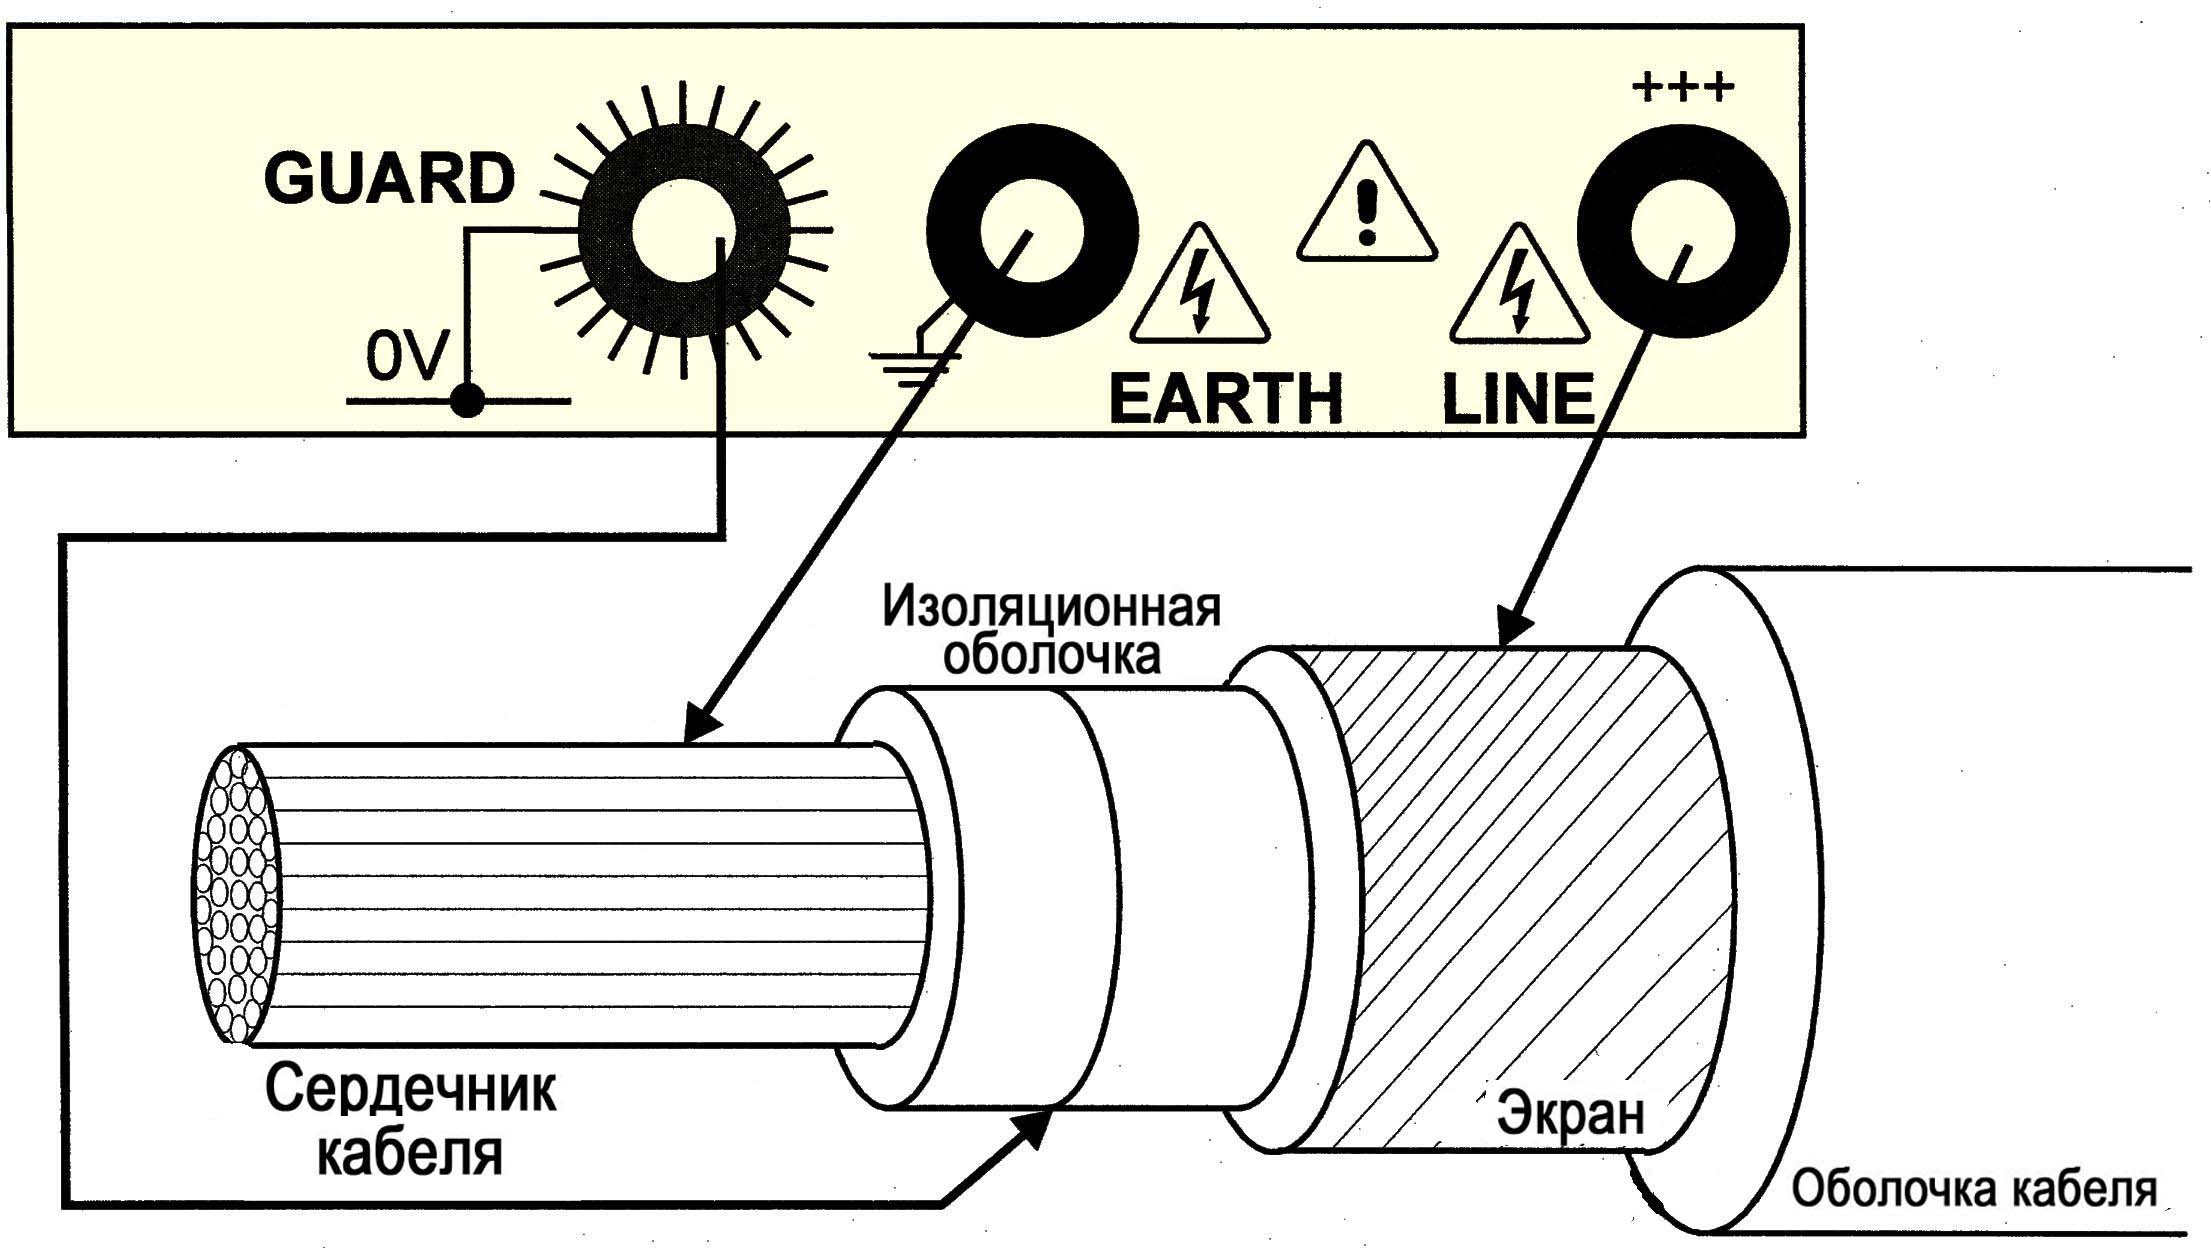 +++
GUARD
0V
EARTH
LINE
Изоляционная
оболочка
Сердечник
кабеля
Экран
Оболочка кабеля